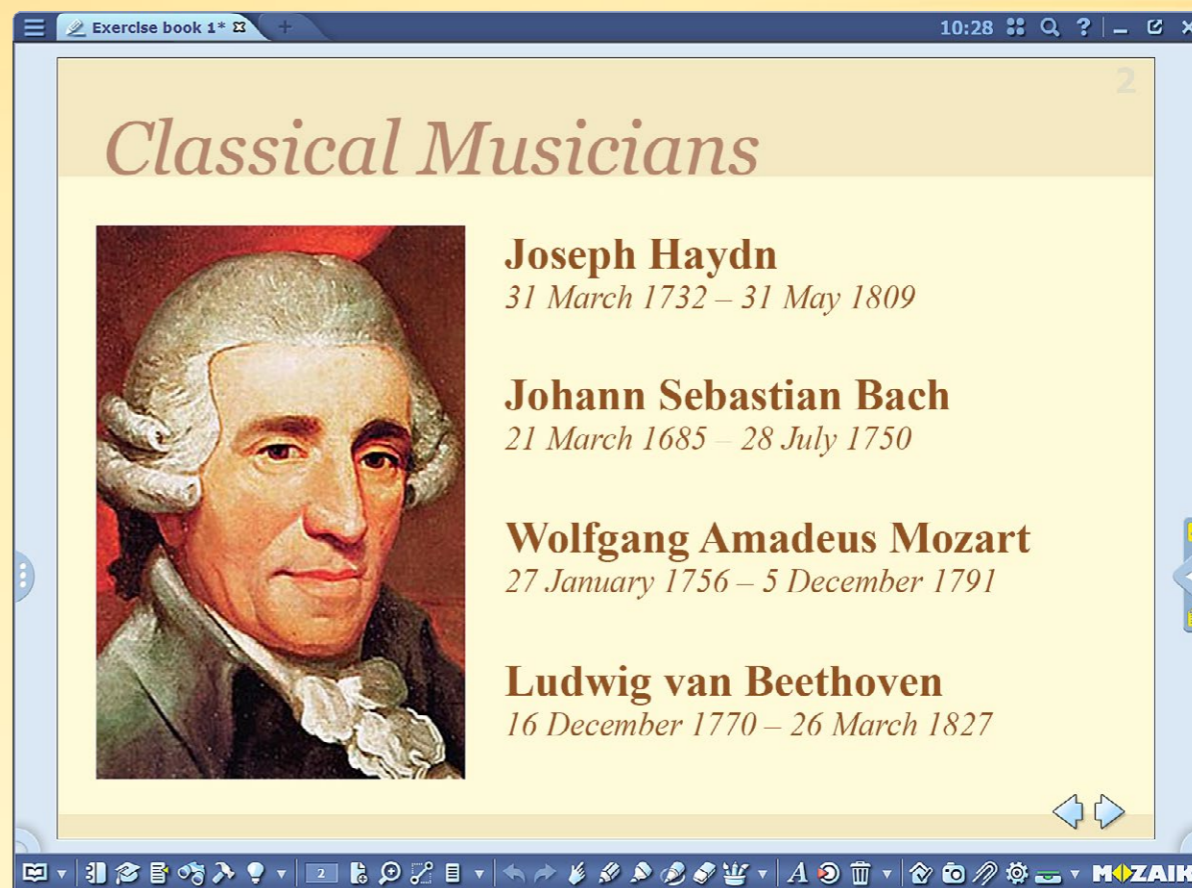 Exercise book 1*
10:28
2
Classical Musicians
Joseph Haydn
31 March 1732 – 31 May 1809
Johann Sebastian Bach
21 March 1685 – 28 July 1750
Wolfgang Amadeus Mozart
27 January 1756 – 5 December 1791
Ludwig van Beethoven
16 December 1770 – 26 March 1827
2
MOZAIK